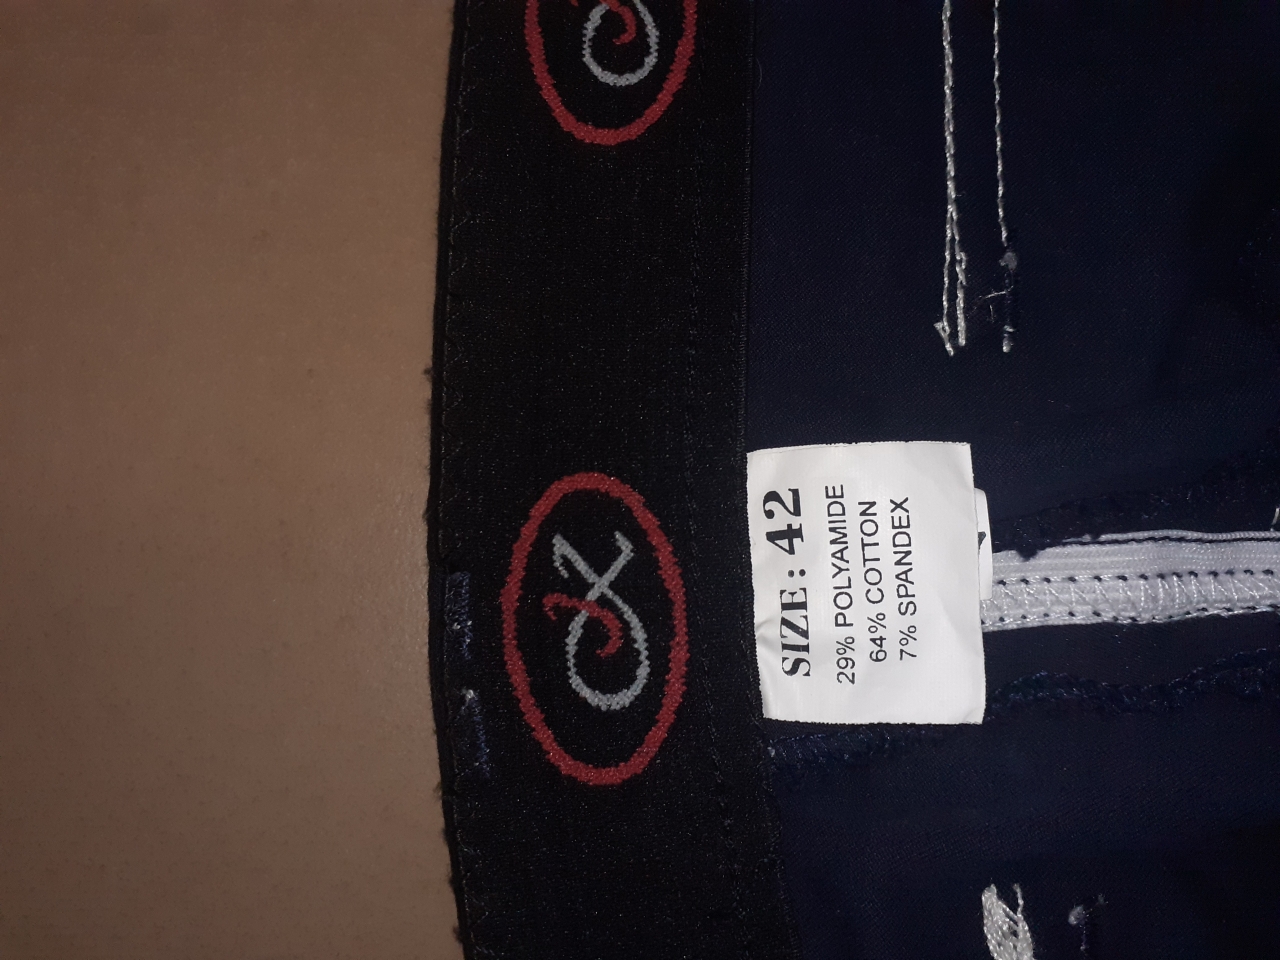 SIZE: 42
29% POLYAMIDE
64% COTTON
7% SPANDEX